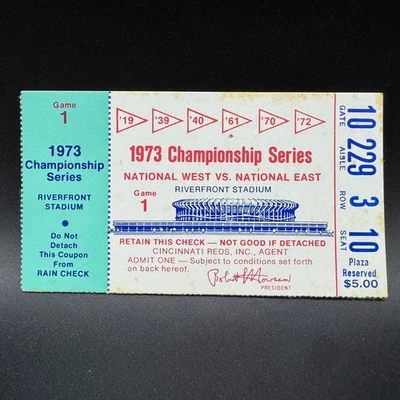 Game
1
1973
Championship
Series
RIVERFRONT
STADIUM
Do Not
Detach
This Coupon
From
RAIN CHECK
'19 '39 '40 '61 '70 '72
1973 Championship Series
NATIONAL WEST VS. NATIONAL EAST
RIVERFRONT STADIUM
Game
1
RETAIN THIS CHECK — NOT GOOD IF DETACHED
CINCINNATI REDS, INC., AGENT
ADMIT ONE — Subject to conditions set forth
on back hereof.
PRESIDENT
GATE AISLE ROW SEAT
10 229 3 10
Plaza
Reserved
$5.00